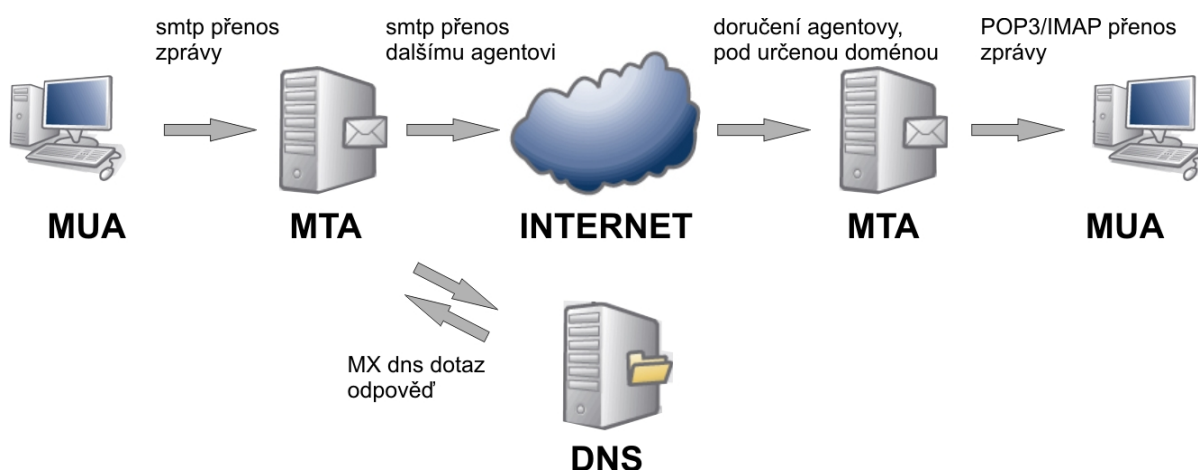 smtp přenos
zprávy
smtp přenos
dalšímu agentovi
doručení agentovy,
pod určenou doménou
POP3/IMAP přenos
zprávy
MUA
MTA
INTERNET
MTA
MUA
MX dns dotaz
odpověď
DNS